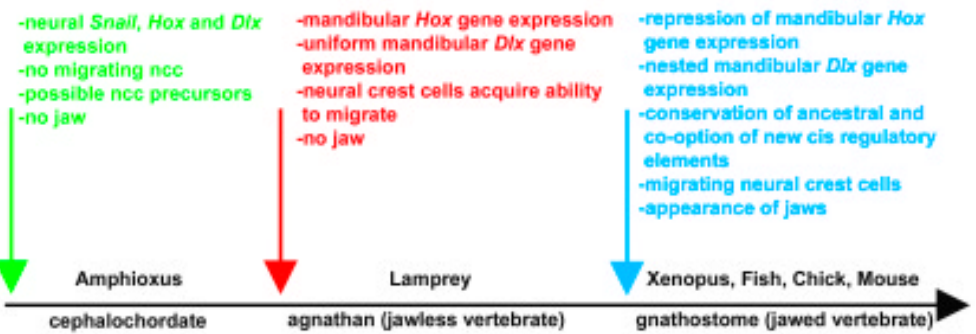 -neural Snail, Hox and Dlx
expression
-no migrating ncc
-possible ncc precursors
-no jaw
-mandibular Hox gene expression
-uniform mandibular Dlx gene
expression
-neural crest cells acquire ability
to migrate
-no jaw
-repression of mandibular Hox
gene expression
-nested mandibular Dlx gene
expression
-conservation of ancestral and
co-option of new cis regulatory
elements
-migrating neural crest cells
-appearance of jaws
Amphioxus
Lamprey
Xenopus, Fish, Chick, Mouse
cephalochordate
agnathan (jawless vertebrate)
gnathostome (jawed vertebrate)